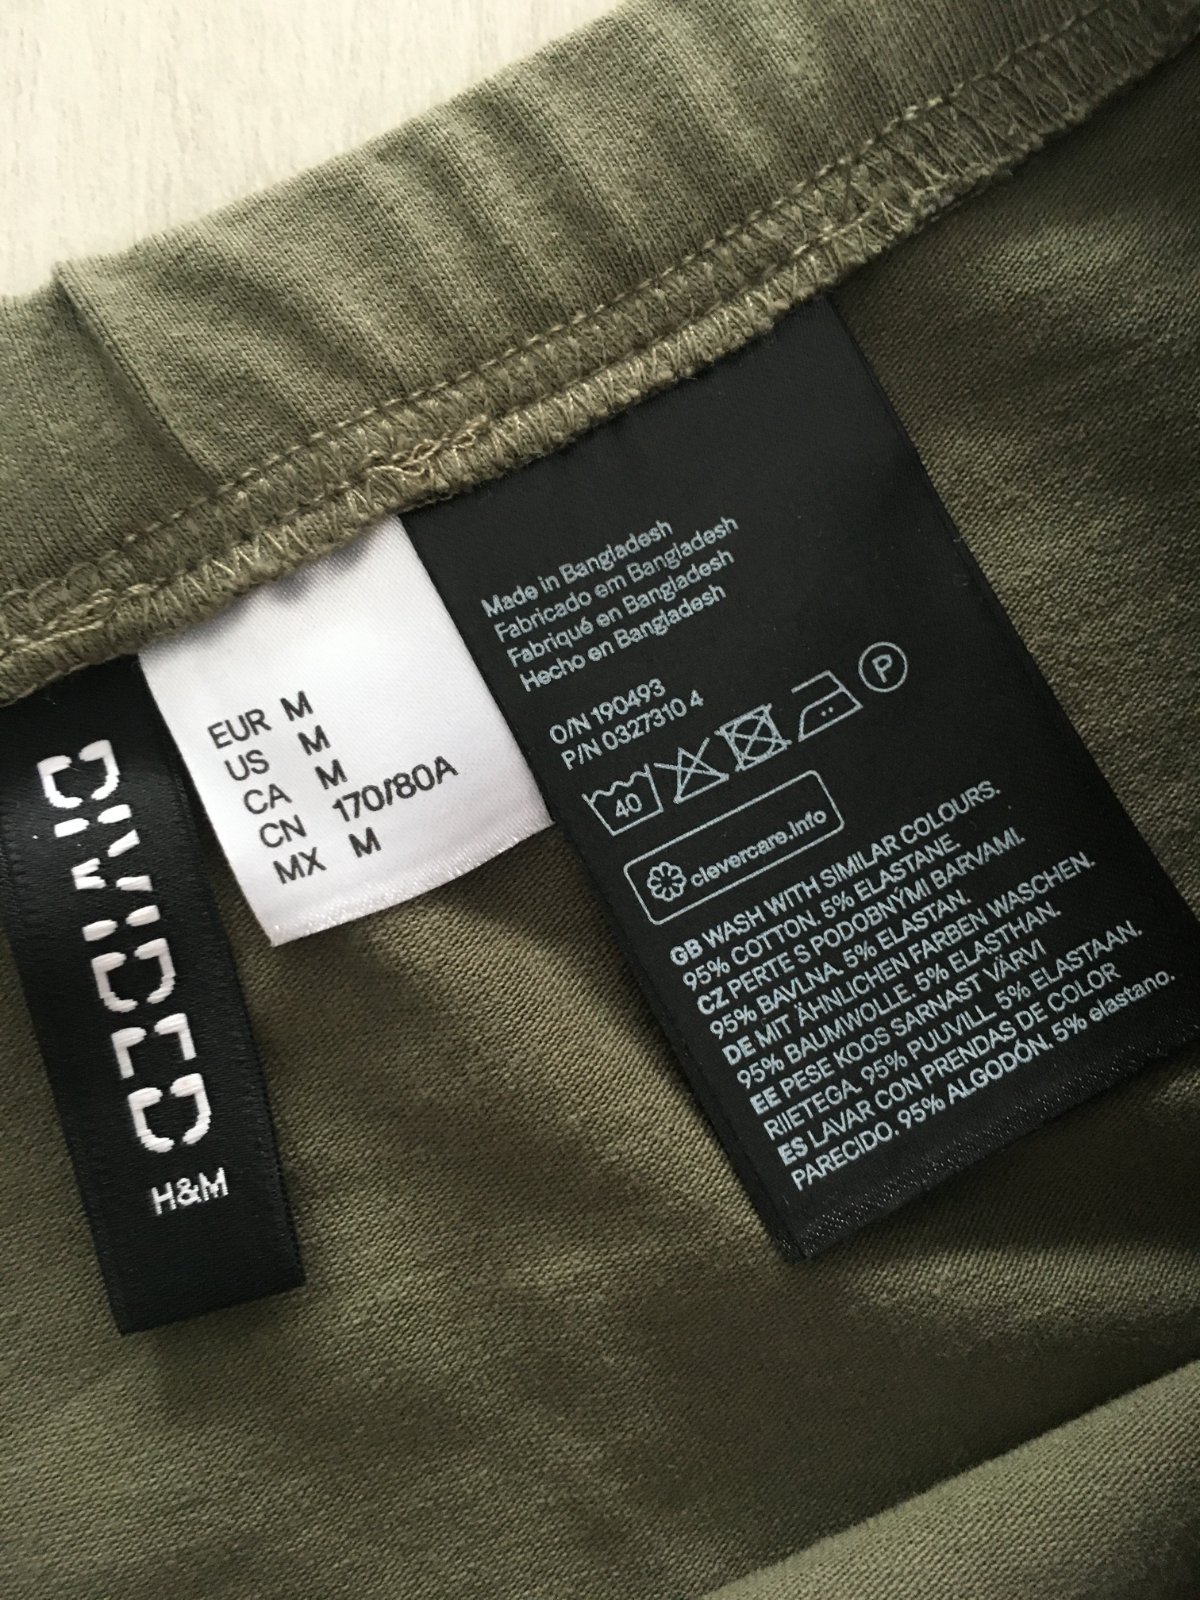 DIVIDED
H&M
EUR M
US M
CA M
CN 170/80A
MX M
Made in Bangladesh
Fabricado em Bangladesh
Fabriqué en Bangladesh
Hecho en Bangladesh
O/N 190493
P/N 0327310 4
40
P
clevercare.info
GB WASH WITH SIMILAR COLOURS.
95% COTTON. 5% ELASTANE.
CZ PERTE S PODOBNÝMI BARVAMI.
95% BAVLNA. 5% ELASTAN.
DE MIT ÄHNLICHEN FARBEN WASCHEN.
95% BAUMWOLLE. 5% ELASTHAN.
EE PESE KOOS SARNAST VÄRVI
RIIETEGA. 95% PUUVILL. 5% ELASTAAN.
ES LAVAR CON PRENDAS DE COLOR
PARECIDO. 95% ALGODÓN. 5% elastano.